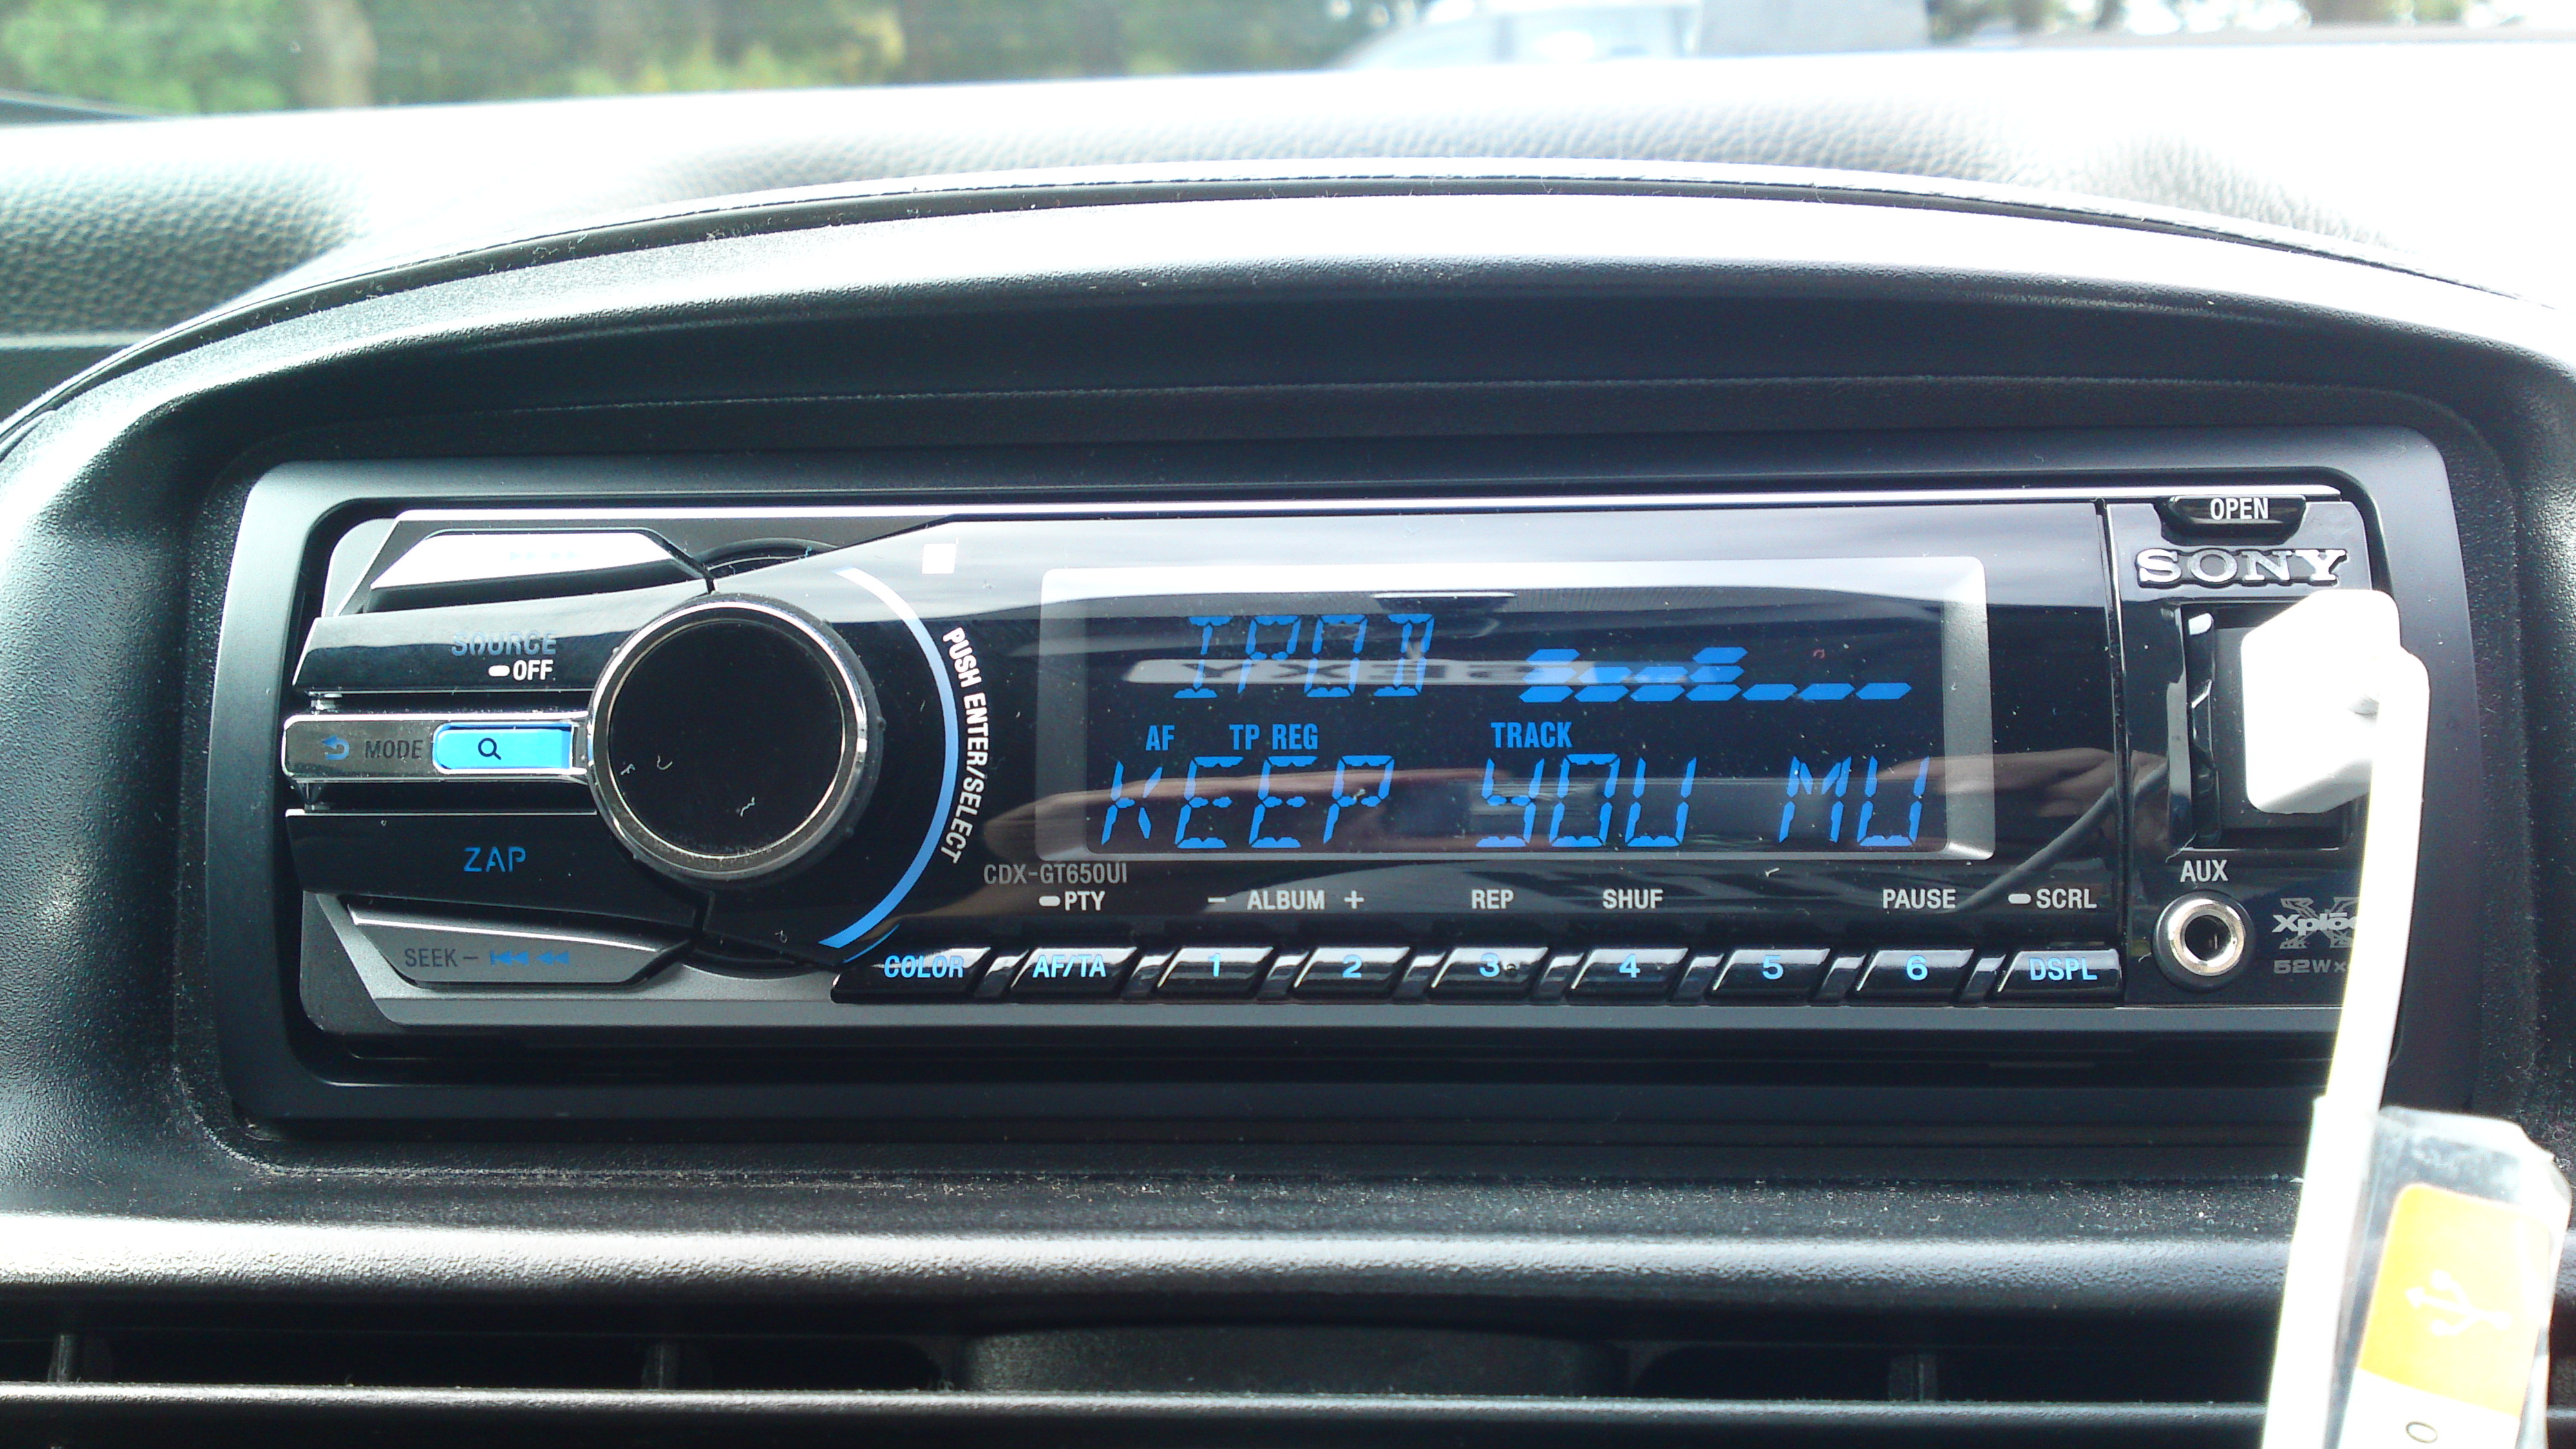 OPEN
SONY
SOURCE
OFF
PUSH ENTER/SELECT
IPOD
MODE
AF TP REG TRACK
KEEP YOU MU
ZAP
CDX-GT650UI
AUX
PTY − ALBUM + REP SHUF PAUSE SCRL
SEEK −
COLOR AF/TA 1 2 3 4 5 6 DSPL
52W×